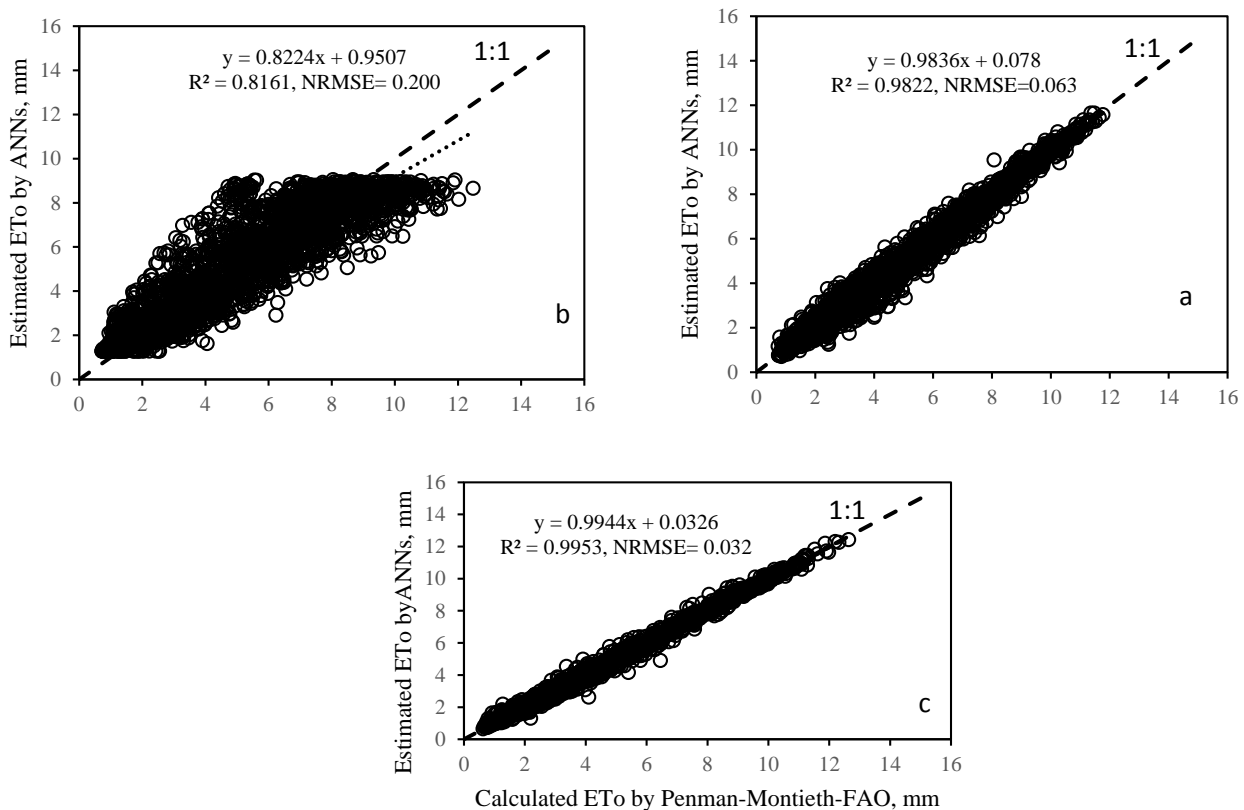 16
14
12
10
8
6
4
2
0
Estimated ETo by ANNs, mm
y = 0.8224x + 0.9507
R² = 0.8161, NRMSE= 0.200
1:1
b
0 2 4 6 8 10 12 14 16
16
14
12
10
8
6
4
2
0
Estimated ETo by ANNs, mm
y = 0.9836x + 0.078
R² = 0.9822, NRMSE=0.063
1:1
a
0 2 4 6 8 10 12 14 16
16
14
12
10
8
6
4
2
0
Estimated ETo byANNs, mm
y = 0.9944x + 0.0326
R² = 0.9953, NRMSE= 0.032
1:1
c
0 2 4 6 8 10 12 14 16
Calculated ETo by Penman-Montieth-FAO, mm